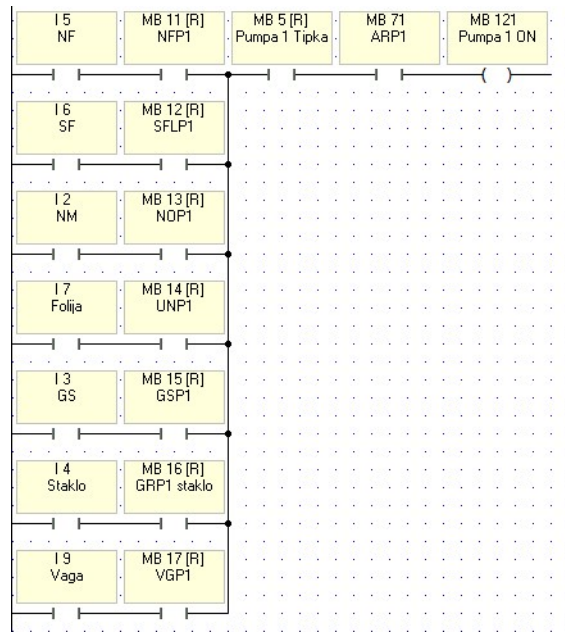 I 5
NF
MB 11 [R]
NFP1
MB 5 [R]
Pumpa 1 Tipka
MB 71
ARP1
MB 121
Pumpa 1 ON
I 6
SF
MB 12 [R]
SFLP1
I 2
NM
MB 13 [R]
NOP1
I 7
Folija
MB 14 [R]
UNP1
I 3
GS
MB 15 [R]
GSP1
I 4
Staklo
MB 16 [R]
GRP1 staklo
I 9
Vaga
MB 17 [R]
VGP1